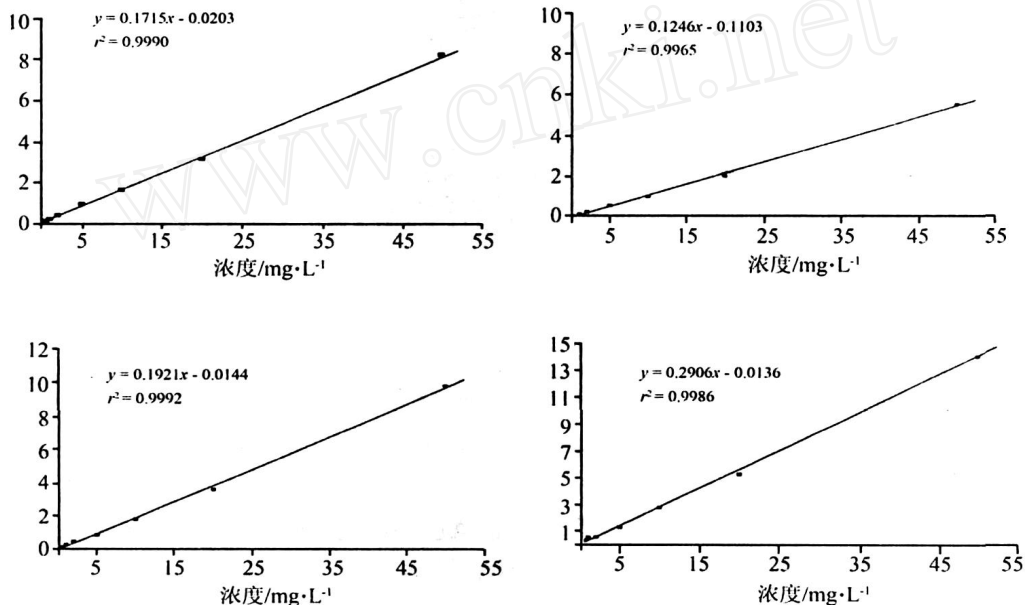 y = 0.1715x - 0.0203
r² = 0.9990
10
8
6
4
2
0
5 15 25 35 45 55
浓度/mg·L⁻¹
y = 0.1246x - 0.1103
r² = 0.9965
10
8
6
4
2
0
5 15 25 35 45 55
浓度/mg·L⁻¹
y = 0.1921x - 0.0144
r² = 0.9992
12
10
8
6
4
2
0
5 15 25 35 45 55
浓度/mg·L⁻¹
y = 0.2906x - 0.0136
r² = 0.9986
15
13
11
9
7
5
3
1
5 15 25 35 45 55
浓度/mg·L⁻¹
www.cnki.net